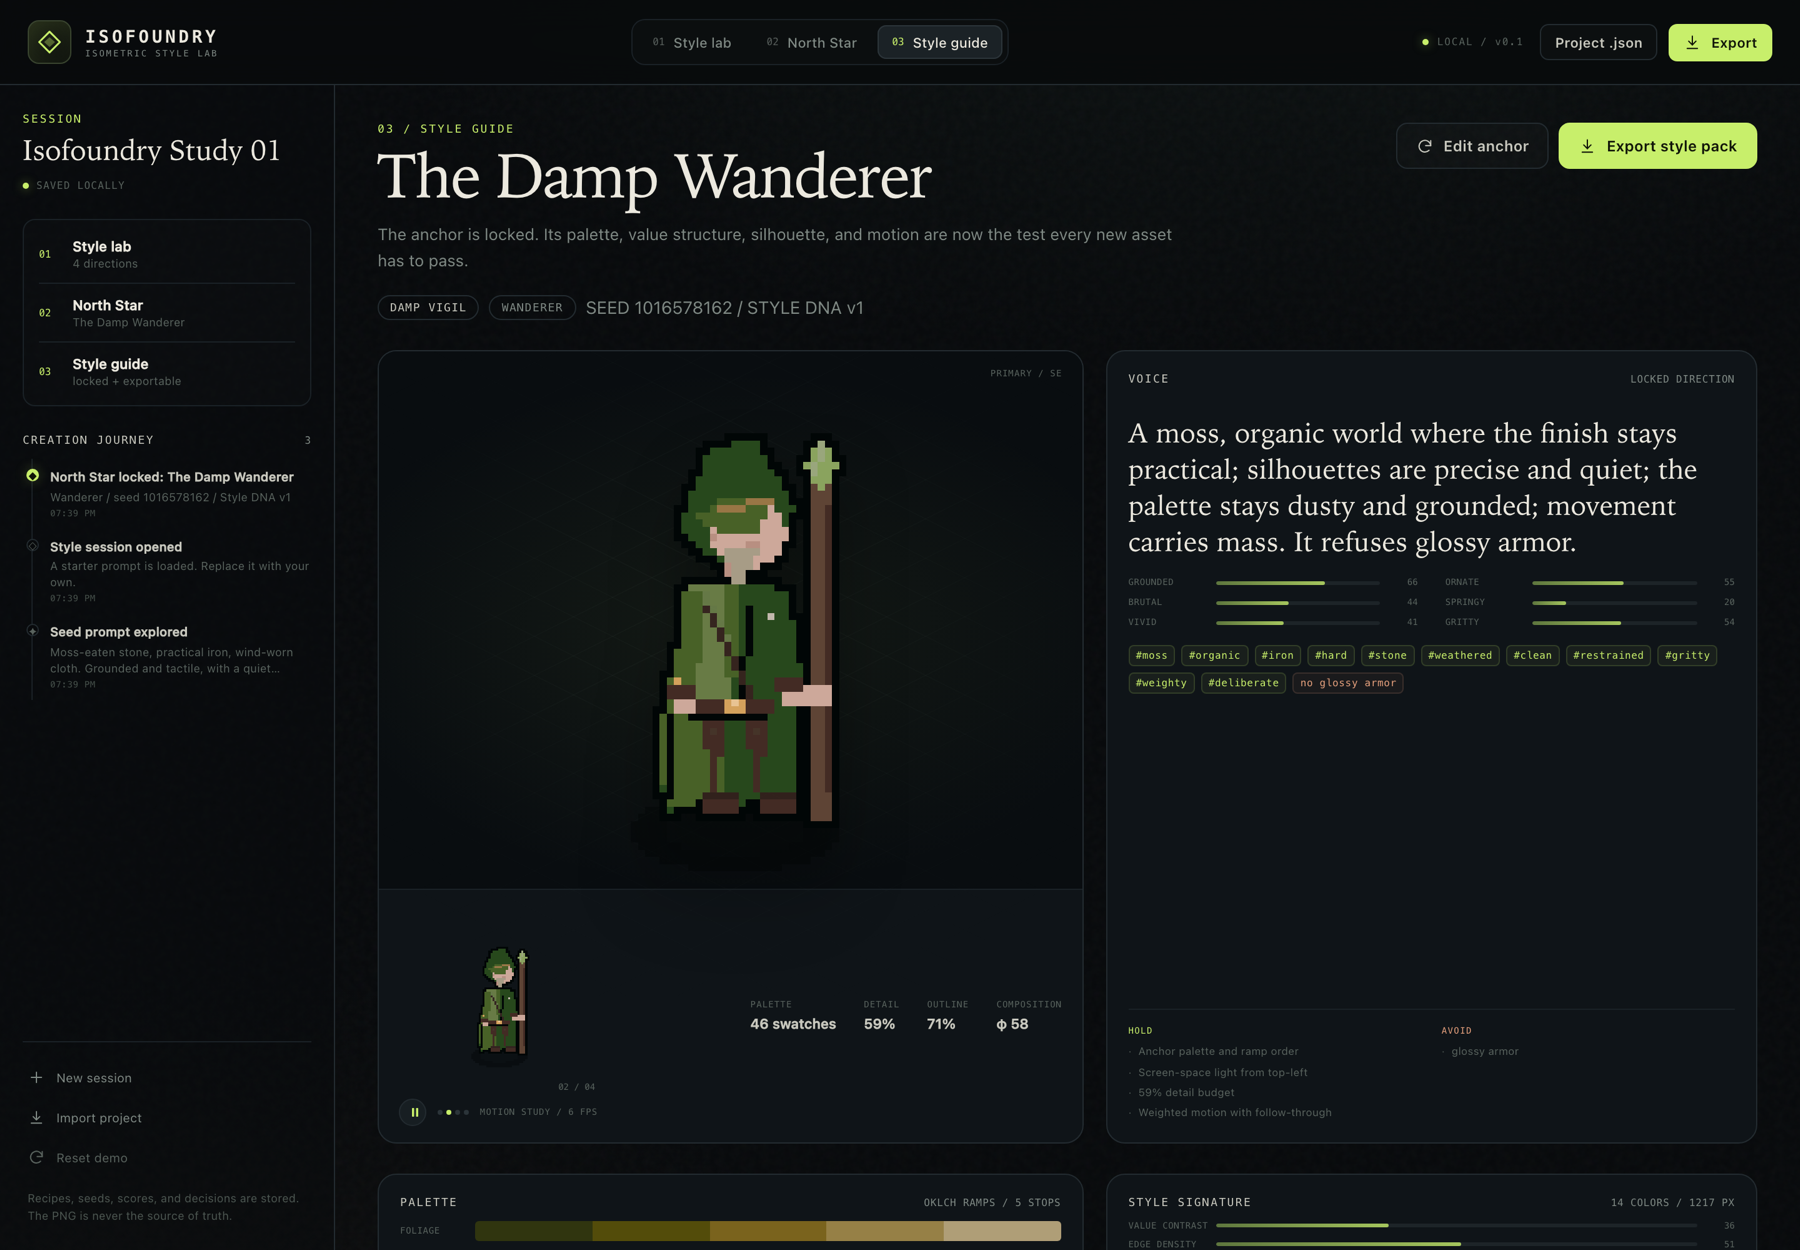 ISOFOUNDRY
ISOMETRIC STYLE LAB
01 Style lab
02 North Star
03 Style guide
LOCAL / v0.1
Project .json
Export
SESSION
Isofoundry Study 01
SAVED LOCALLY
01 Style lab
4 directions
02 North Star
The Damp Wanderer
03 Style guide
locked + exportable
CREATION JOURNEY 3
North Star locked: The Damp Wanderer
Wanderer / seed 1016578162 / Style DNA v1
07:39 PM
Style session opened
A starter prompt is loaded. Replace it with your
own.
07:39 PM
Seed prompt explored
Moss-eaten stone, practical iron, wind-worn
cloth. Grounded and tactile, with a quiet...
07:39 PM
New session
Import project
Reset demo
Recipes, seeds, scores, and decisions are stored.
The PNG is never the source of truth.
03 / STYLE GUIDE
The Damp Wanderer
The anchor is locked. Its palette, value structure, silhouette, and motion are now the test every new asset
has to pass.
DAMP VIGIL WANDERER SEED 1016578162 / STYLE DNA v1
Edit anchor
Export style pack
PRIMARY / SE
PALETTE
46 swatches
DETAIL
59%
OUTLINE
71%
COMPOSITION
ϕ 58
02 / 04
MOTION STUDY / 6 FPS
VOICE LOCKED DIRECTION
A moss, organic world where the finish stays
practical; silhouettes are precise and quiet; the
palette stays dusty and grounded; movement
carries mass. It refuses glossy armor.
GROUNDED 66 ORNATE 55
BRUTAL 44 SPRINGY 20
VIVID 41 GRITTY 54
#moss #organic #iron #hard #stone #weathered #clean #restrained #gritty
#weighty #deliberate no glossy armor
HOLD
· Anchor palette and ramp order
· Screen-space light from top-left
· 59% detail budget
· Weighted motion with follow-through
AVOID
· glossy armor
PALETTE OKLCH RAMPS / 5 STOPS
FOLIAGE
STYLE SIGNATURE 14 COLORS / 1217 PX
VALUE CONTRAST 36
EDGE DENSITY 51